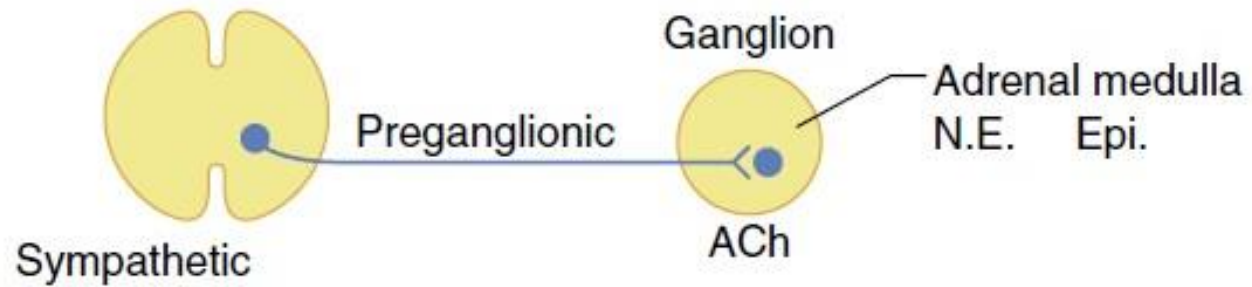 Ganglion
Adrenal medulla
N.E. Epi.
Preganglionic
ACh
Sympathetic